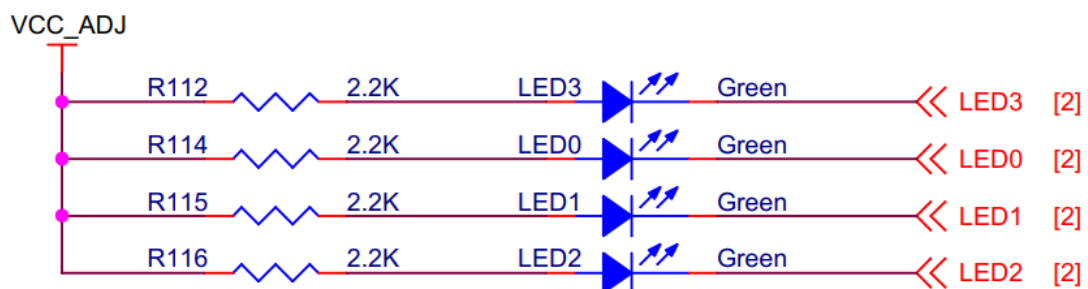 VCC_ADJ
R112 2.2K LED3 Green LED3 [2]
R114 2.2K LED0 Green LED0 [2]
R115 2.2K LED1 Green LED1 [2]
R116 2.2K LED2 Green LED2 [2]